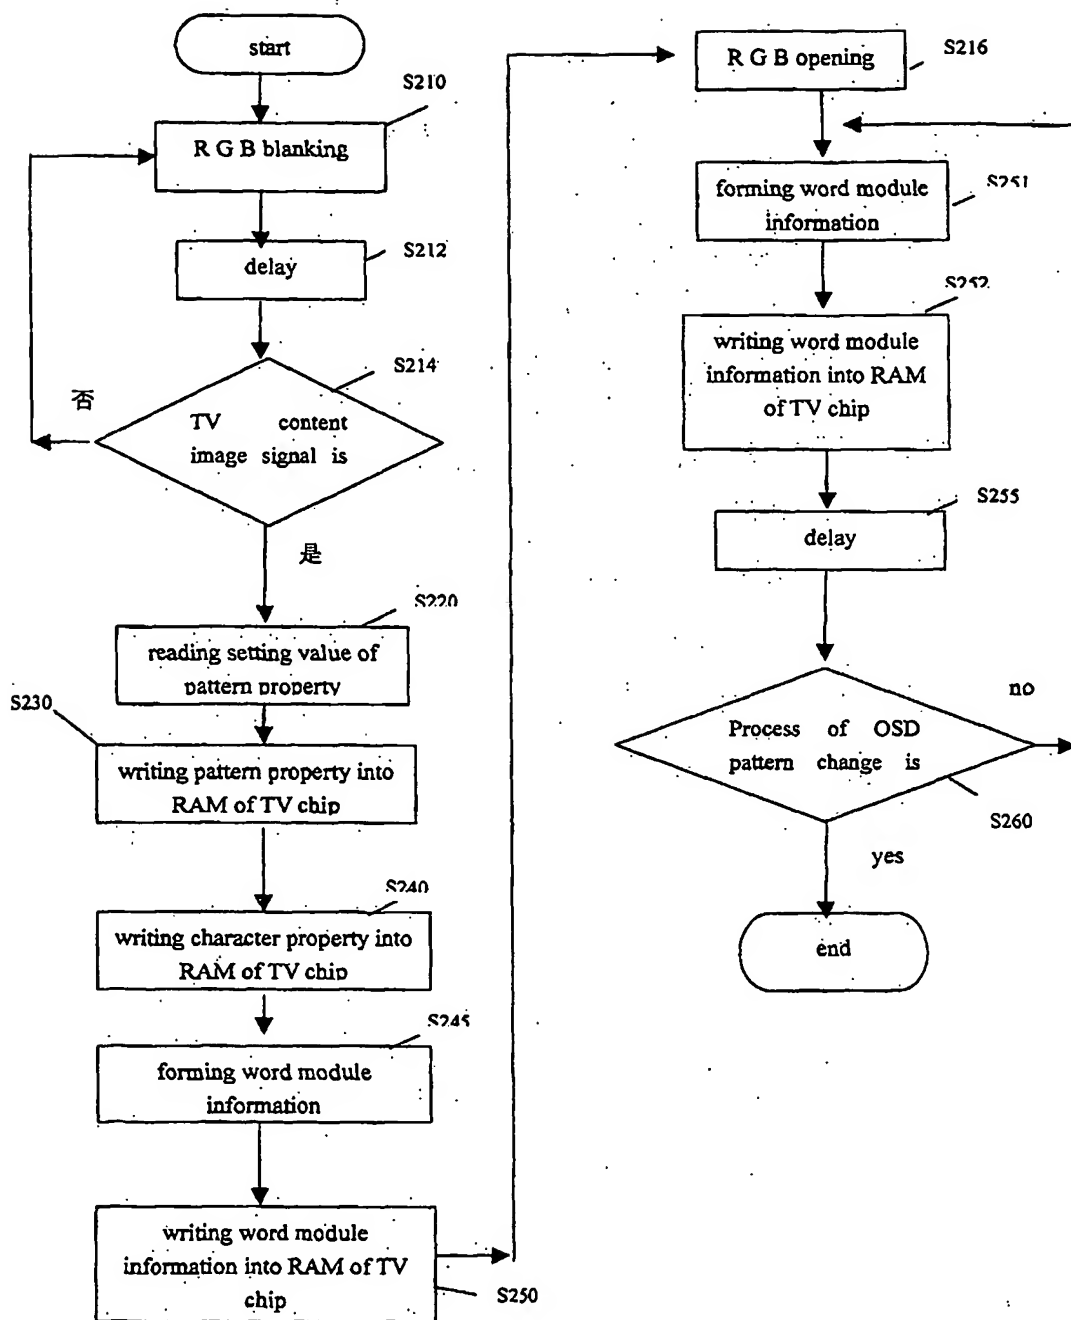 start
S210
R G B blanking
delay
S212
S214
否
TV content
image signal is
是
S220
reading setting value of
pattern property
S230
writing pattern property into
RAM of TV chip
S240
writing character property into
RAM of TV chip
S245
forming word module
information
writing word module
information into RAM of TV
chip
S250
R G B opening
S216
S251
forming word module
information
S252
writing word module
information into RAM
of TV chip
S255
delay
no
Process of OSD
pattern change is
S260
yes
end